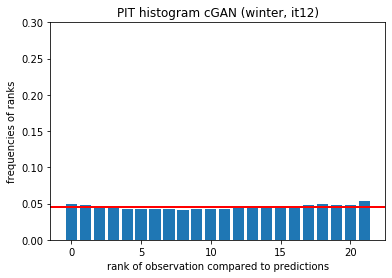 PIT histogram cGAN (winter, it12)
0.30
0.25
0.20
0.15
0.10
0.05
0.00
frequencies of ranks
0 5 10 15 20
rank of observation compared to predictions